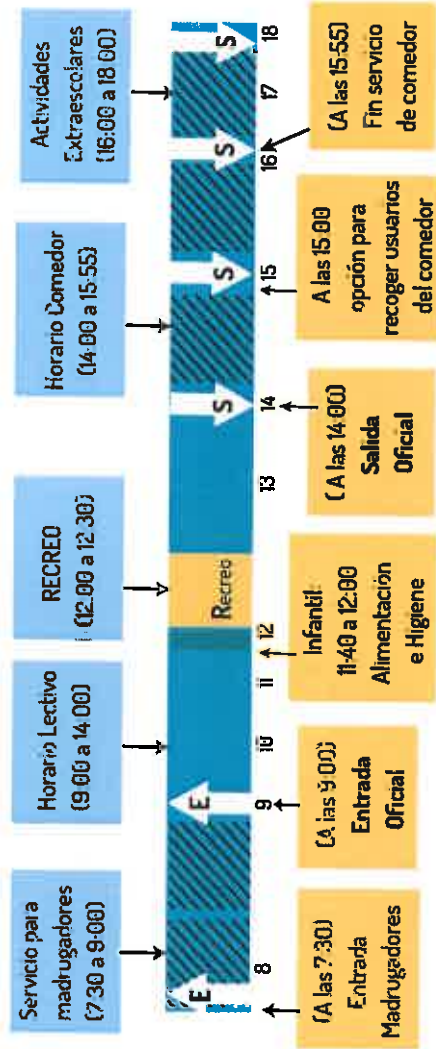 Servicio para
madrugadores
(7:30 a 9:00)
Horario Lectivo
(9:00 a 14:00)
RECREO
(12:00 a 12:30)
Horario Comedor
(14:00 a 15:55)
Actividades
Extraescolares
(16:00 a 18:00)
E
E
Recreo
S
S
S
S
8
9
10
11
12
13
14
15
16
17
18
(A las 7:30)
Entrada
Madrugadores
(A las 9:00)
Entrada
Oficial
Infantil:
11:40 a 12:00
Alimentación
e Higiene
(A las 14:00)
Salida
Oficial
A las 15:00
opción para
recoger usuarios
del comedor
(A las 15:55)
Fin servicio
de comedor